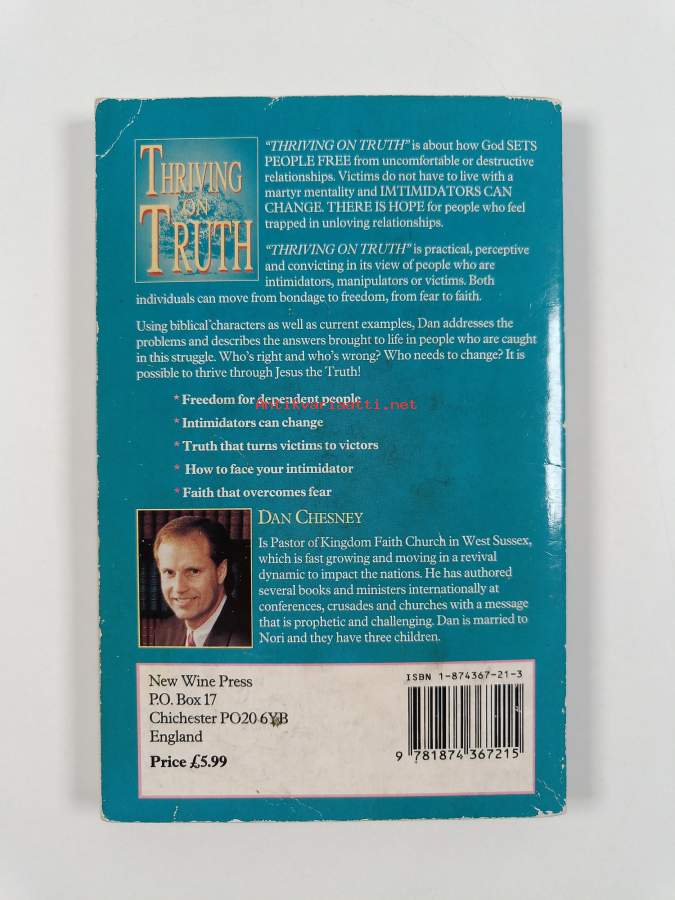 THRIVING
ON
TRUTH
"THRIVING ON TRUTH" is about how God SETS
PEOPLE FREE from uncomfortable or destructive
relationships. Victims do not have to live with a
martyr mentality and IMTIMIDATORS CAN
CHANGE. THERE IS HOPE for people who feel
trapped in unloving relationships.
"THRIVING ON TRUTH" is practical, perceptive
and convicting in its view of people who are
intimidators, manipulators or victims. Both
individuals can move from bondage to freedom, from fear to faith.
Using biblical characters as well as current examples, Dan addresses the
problems and describes the answers brought to life in people who are caught
in this struggle. Who's right and who's wrong? Who needs to change? It is
possible to thrive through Jesus the Truth!
* Freedom for dependent people
Antikvariaatti.net
* Intimidators can change
* Truth that turns victims to victors
* How to face your intimidator
* Faith that overcomes fear
DAN CHESNEY
Is Pastor of Kingdom Faith Church in West Sussex,
which is fast growing and moving in a revival
dynamic to impact the nations. He has authored
several books and ministers internationally at
conferences, crusades and churches with a message
that is prophetic and challenging. Dan is married to
Nori and they have three children.
New Wine Press
P.O. Box 17
Chichester PO20 6YB
England
Price £5.99
ISBN 1-874367-21-3
9 781874 367215